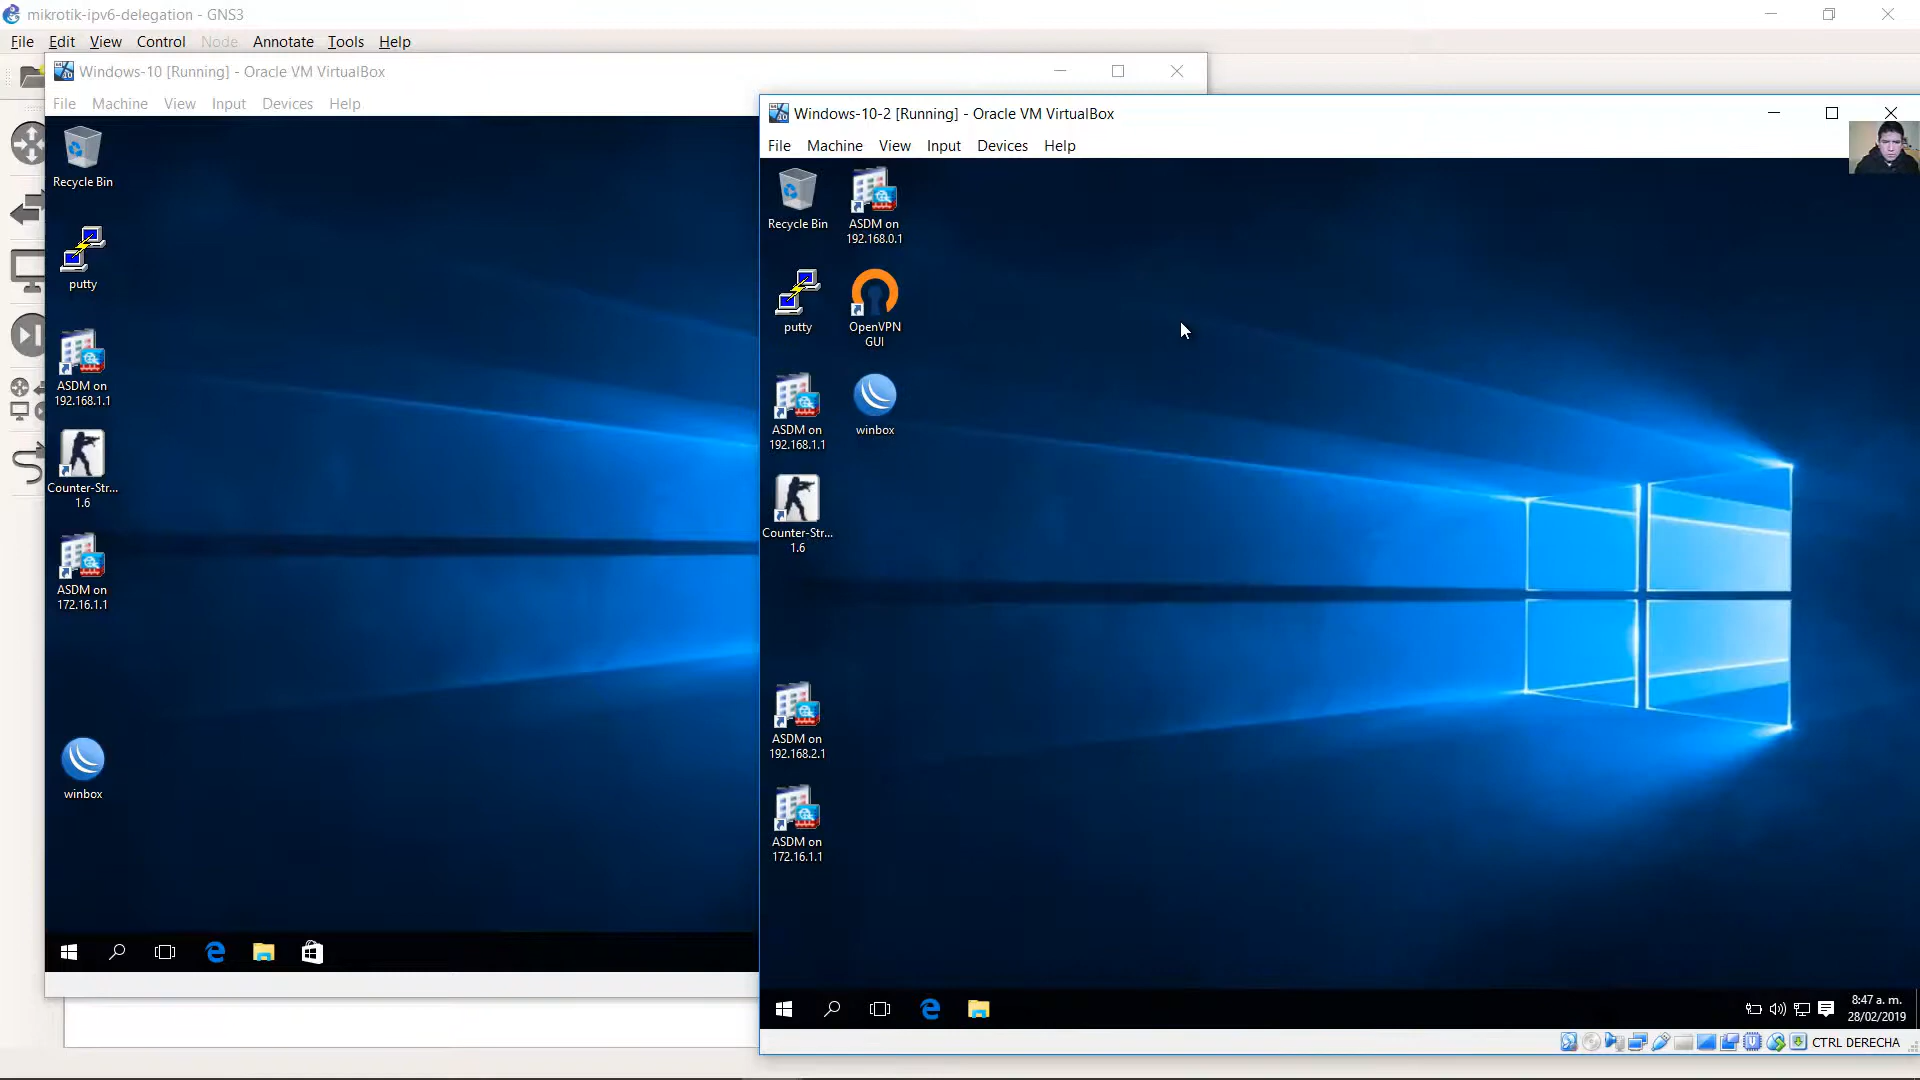 mikrotik-ipv6-delegation - GNS3
File Edit View Control Node Annotate Tools Help
Windows-10 [Running] - Oracle VM VirtualBox
File Machine View Input Devices Help
Recycle Bin
putty
ASDM on
192.168.1.1
Counter-Str...
1.6
ASDM on
172.16.1.1
winbox
Windows-10-2 [Running] - Oracle VM VirtualBox
File Machine View Input Devices Help
Recycle Bin
ASDM on
192.168.0.1
putty
OpenVPN
GUI
ASDM on
192.168.1.1
winbox
Counter-Str...
1.6
ASDM on
192.168.2.1
ASDM on
172.16.1.1
8:47 a. m.
28/02/2019
CTRL DERECHA